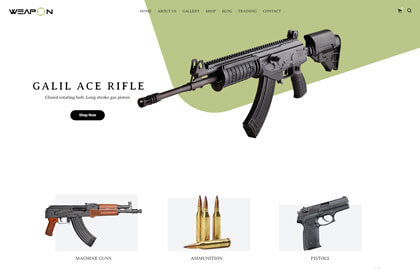 WEAPON
HOME ABOUT US GALLERY SHOP BLOG TRAINING CONTACT
GALIL ACE RIFLE
Closed rotating bolt, Long stroke gas piston
Shop Now
MACHINE GUNS AMMUNITION PISTOLS